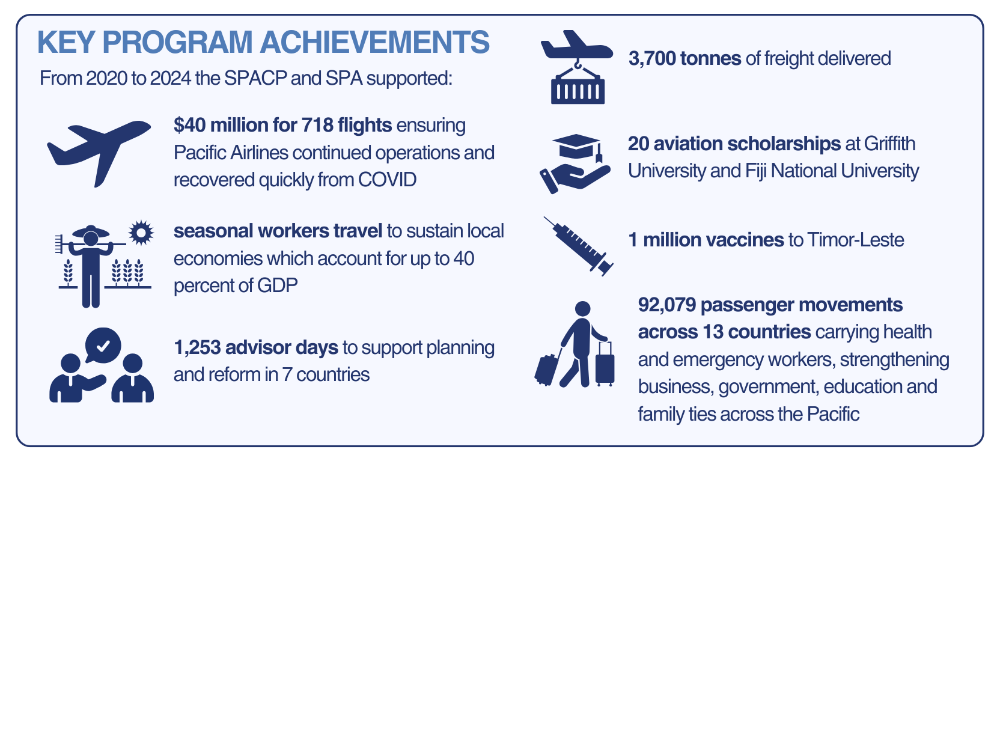 KEY PROGRAM ACHIEVEMENTS
From 2020 to 2024 the SPACP and SPA supported:
$40 million for 718 flights ensuring
Pacific Airlines continued operations and
recovered quickly from COVID
seasonal workers travel to sustain local
economies which account for up to 40
percent of GDP
1,253 advisor days to support planning
and reform in 7 countries
3,700 tonnes of freight delivered
20 aviation scholarships at Griffith
University and Fiji National University
1 million vaccines to Timor-Leste
92,079 passenger movements
across 13 countries carrying health
and emergency workers, strengthening
business, government, education and
family ties across the Pacific